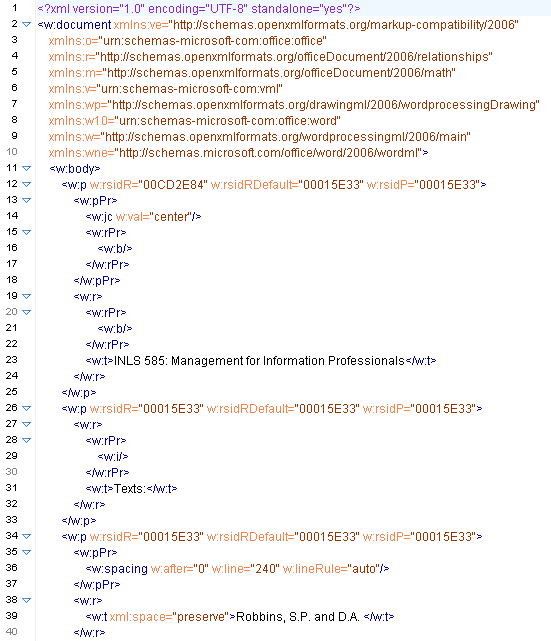 1 <?xml version="1.0" encoding="UTF-8" standalone="yes"?>
2 <w:document xmlns:ve="http://schemas.openxmlformats.org/markup-compatibility/2006"
3 xmlns:o="urn:schemas-microsoft-com:office:office"
4 xmlns:r="http://schemas.openxmlformats.org/officeDocument/2006/relationships"
5 xmlns:m="http://schemas.openxmlformats.org/officeDocument/2006/math"
6 xmlns:v="urn:schemas-microsoft-com:vml"
7 xmlns:wp="http://schemas.openxmlformats.org/drawingml/2006/wordprocessingDrawing"
8 xmlns:w10="urn:schemas-microsoft-com:office:word"
9 xmlns:w="http://schemas.openxmlformats.org/wordprocessingml/2006/main"
10 xmlns:wne="http://schemas.microsoft.com/office/word/2006/wordml">
11 <w:body>
12 <w:p w:rsidR="00CD2E84" w:rsidRDefault="00015E33" w:rsidP="00015E33">
13 <w:pPr>
14 <w:jc w:val="center"/>
15 <w:rPr>
16 <w:b/>
17 </w:rPr>
18 </w:pPr>
19 <w:r>
20 <w:rPr>
21 <w:b/>
22 </w:rPr>
23 <w:t>INLS 585: Management for Information Professionals</w:t>
24 </w:r>
25 </w:p>
26 <w:p w:rsidR="00015E33" w:rsidRDefault="00015E33" w:rsidP="00015E33">
27 <w:r>
28 <w:rPr>
29 <w:i/>
30 </w:rPr>
31 <w:t>Texts:</w:t>
32 </w:r>
33 </w:p>
34 <w:p w:rsidR="00015E33" w:rsidRDefault="00015E33" w:rsidP="00015E33">
35 <w:pPr>
36 <w:spacing w:after="0" w:line="240" w:lineRule="auto"/>
37 </w:pPr>
38 <w:r>
39 <w:t xml:space="preserve">Robbins, S.P. and D.A. </w:t>
40 </w:r>